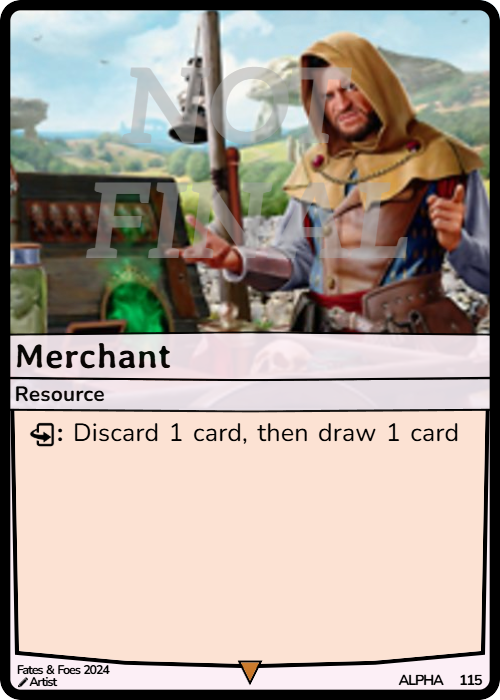 NOT
FINAL
Merchant
Resource
: Discard 1 card, then draw 1 card
Fates & Foes 2024
Artist
ALPHA 115